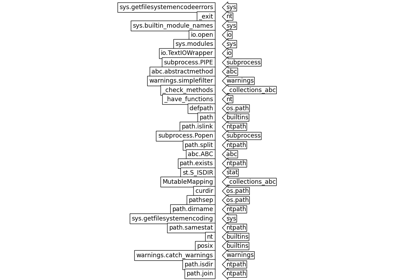 sys.getfilesystemencodeerrors sys
_exit nt
sys.builtin_module_names sys
io.open io
sys.modules sys
io.TextIOWrapper io
subprocess.PIPE subprocess
abc.abstractmethod abc
warnings.simplefilter warnings
_check_methods _collections_abc
_have_functions nt
defpath os.path
path builtins
path.islink ntpath
subprocess.Popen subprocess
path.split ntpath
abc.ABC abc
path.exists ntpath
st.S_ISDIR stat
MutableMapping _collections_abc
curdir os.path
pathsep os.path
path.dirname ntpath
sys.getfilesystemencoding sys
path.samestat ntpath
nt builtins
posix builtins
warnings.catch_warnings warnings
path.isdir ntpath
path.join ntpath